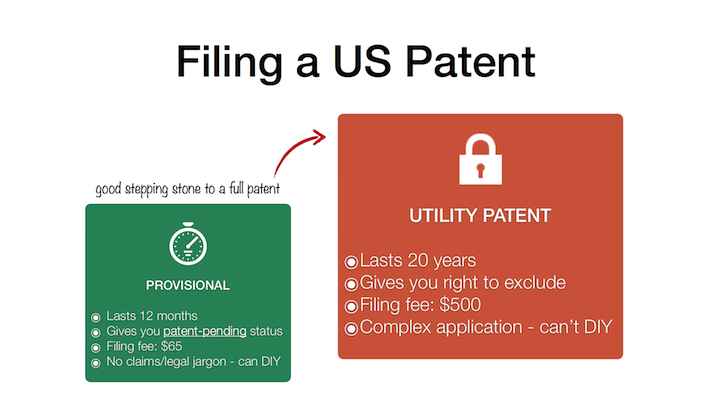 Filing a US Patent
good stepping stone to a full patent
PROVISIONAL
Lasts 12 months
Gives you patent-pending status
Filing fee: $65
No claims/legal jargon - can DIY
UTILITY PATENT
Lasts 20 years
Gives you right to exclude
Filing fee: $500
Complex application - can't DIY